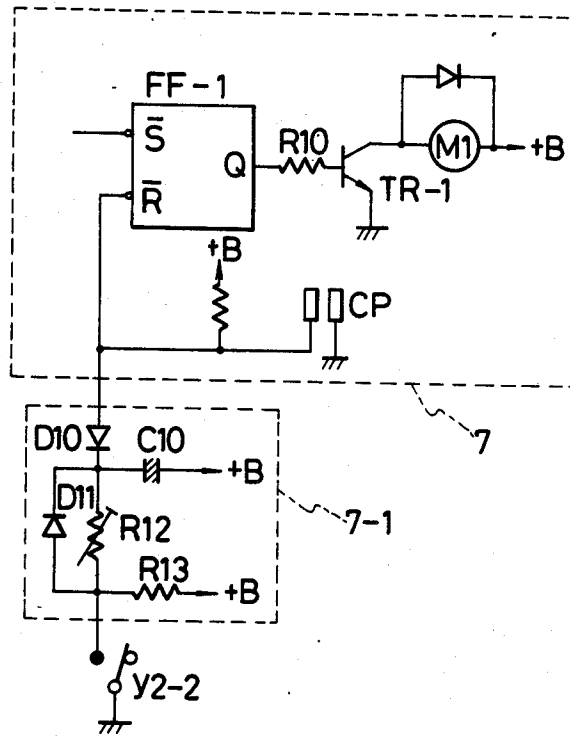 FF-1
S̅
Q
R10
M1
+B
TR-1
R̅
+B
CP
7
D10
C10
+B
D11
R12
7-1
R13
+B
y2-2